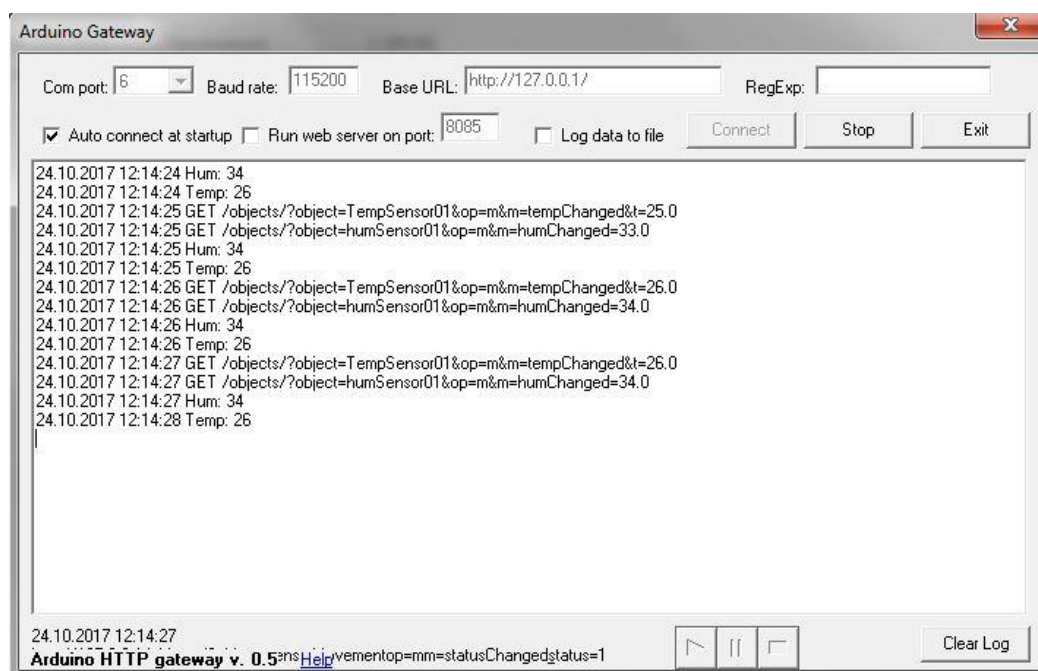 Arduino Gateway
Com port: 6 Baud rate: 115200 Base URL: http://127.0.0.1/ RegExp:
Auto connect at startup Run web server on port: 8085 Log data to file Connect Stop Exit
24.10.2017 12:14:24 Hum: 34
24.10.2017 12:14:24 Temp: 26
24.10.2017 12:14:25 GET /objects/?object=TempSensor01&op=m&m=tempChanged&t=25.0
24.10.2017 12:14:25 GET /objects/?object=humSensor01&op=m&m=humChanged=33.0
24.10.2017 12:14:25 Hum: 34
24.10.2017 12:14:25 Temp: 26
24.10.2017 12:14:26 GET /objects/?object=TempSensor01&op=m&m=tempChanged&t=26.0
24.10.2017 12:14:26 GET /objects/?object=humSensor01&op=m&m=humChanged=34.0
24.10.2017 12:14:26 Hum: 34
24.10.2017 12:14:26 Temp: 26
24.10.2017 12:14:27 GET /objects/?object=TempSensor01&op=m&m=tempChanged&t=26.0
24.10.2017 12:14:27 GET /objects/?object=humSensor01&op=m&m=humChanged=34.0
24.10.2017 12:14:27 Hum: 34
24.10.2017 12:14:28 Temp: 26
24.10.2017 12:14:27
Arduino HTTP gateway v. 0.5 Help vementop=mm=statusChangedstatus=1
Clear Log